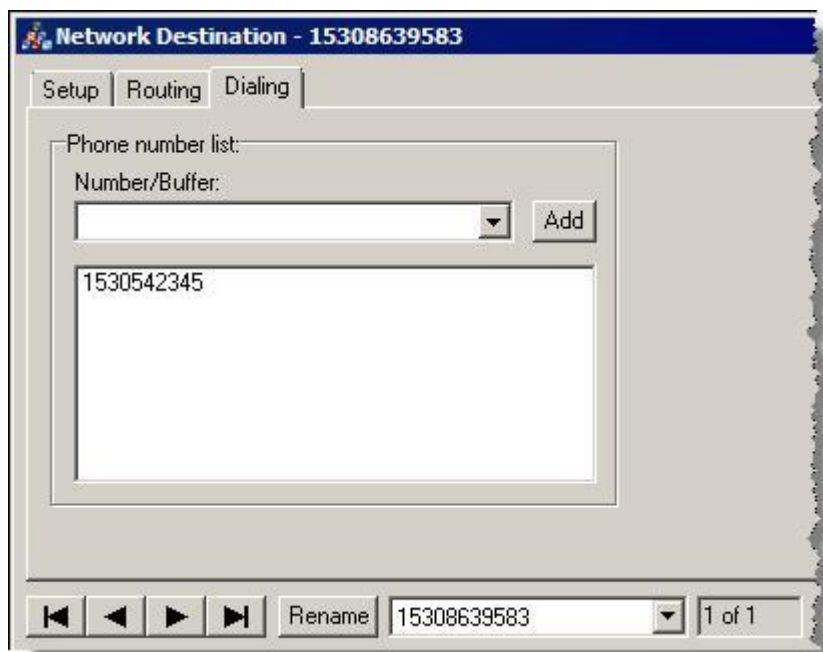 Network Destination - 15308639583
Setup Routing Dialing
Phone number list:
Number/Buffer:
Add
1530542345
Rename 15308639583 1 of 1